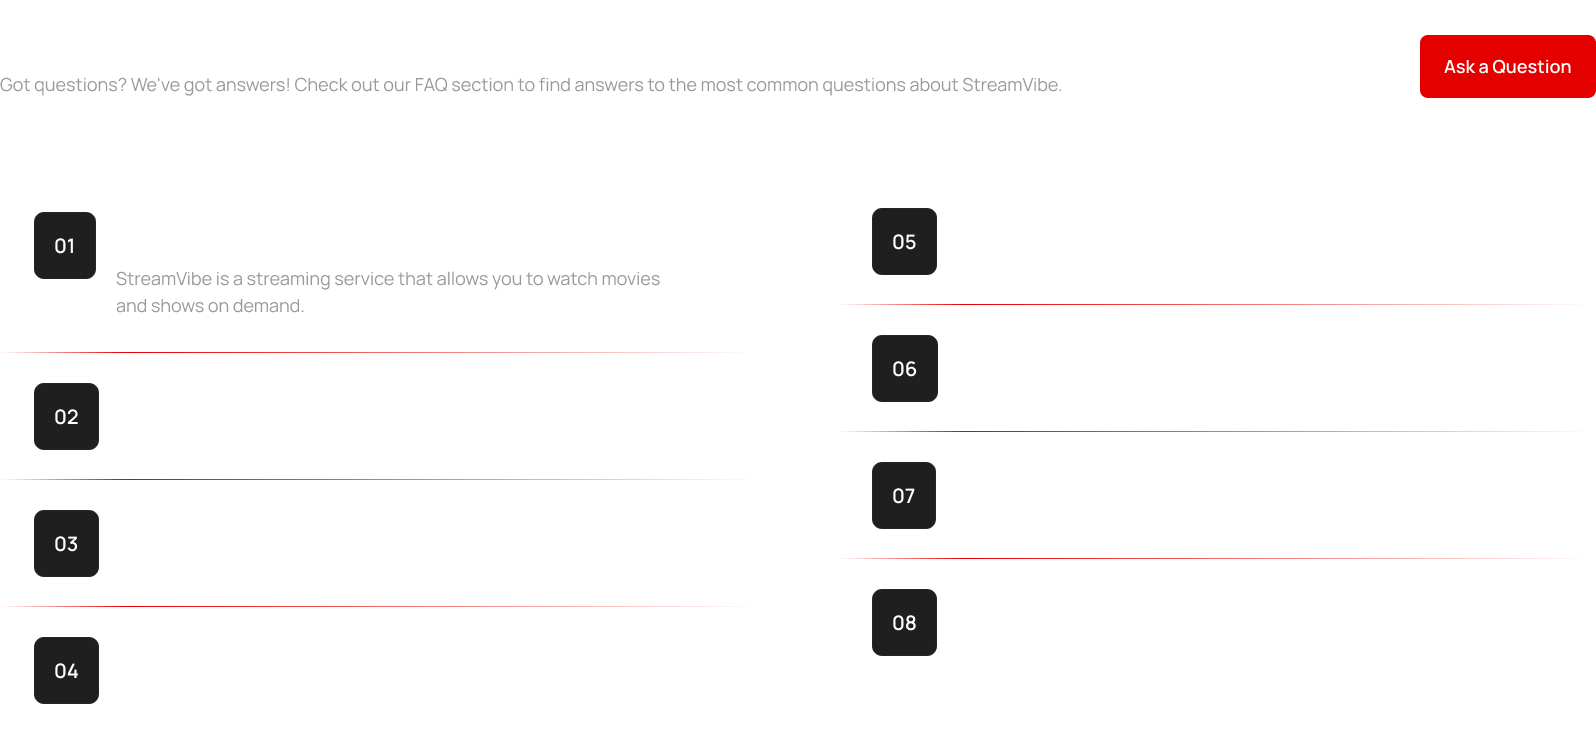 Got questions? We've got answers! Check out our FAQ section to find answers to the most common questions about StreamVibe.
Ask a Question
01
StreamVibe is a streaming service that allows you to watch movies
and shows on demand.
02
03
04
05
06
07
08